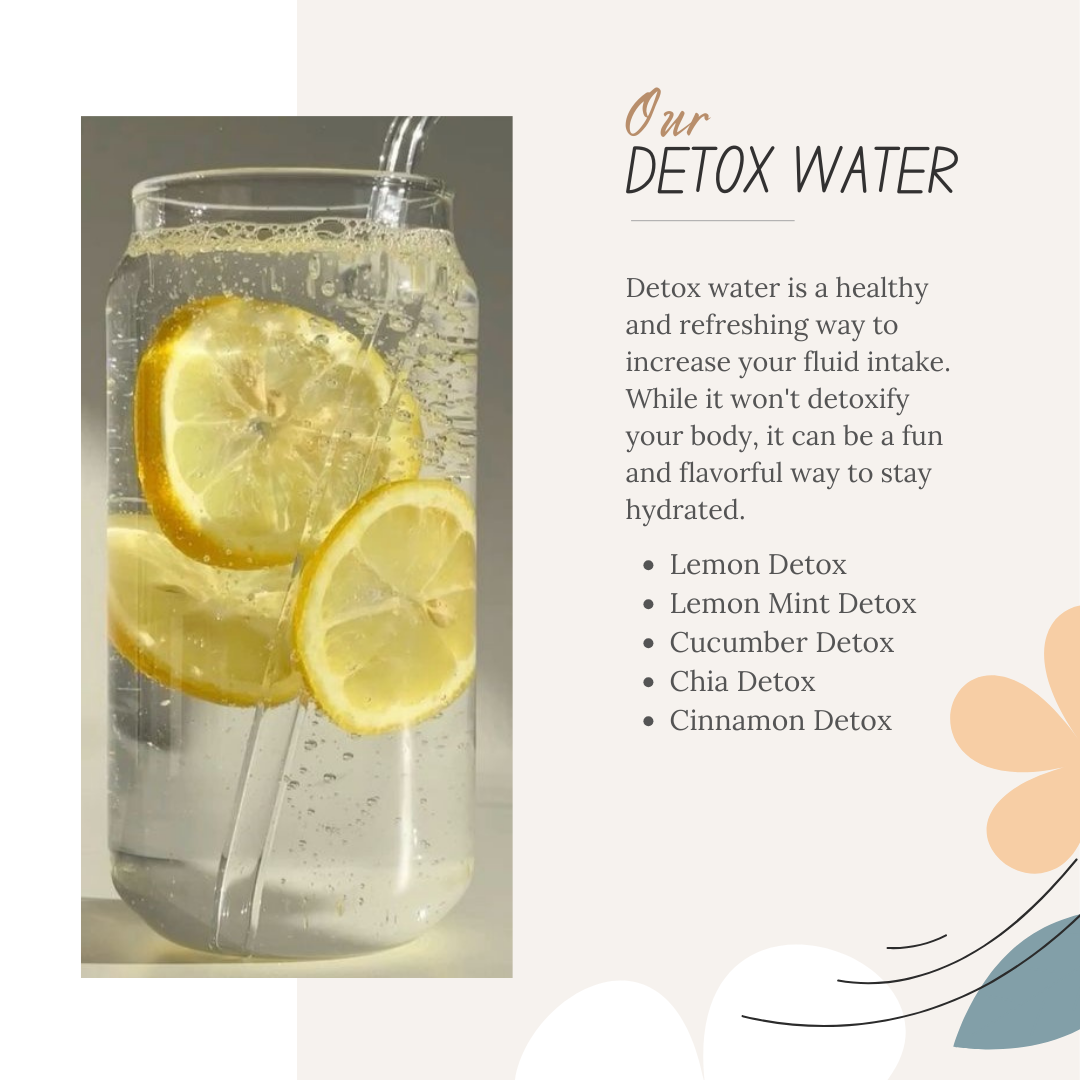 Our
DETOX WATER
Detox water is a healthy
and refreshing way to
increase your fluid intake.
While it won't detoxify
your body, it can be a fun
and flavorful way to stay
hydrated.
• Lemon Detox
• Lemon Mint Detox
• Cucumber Detox
• Chia Detox
• Cinnamon Detox